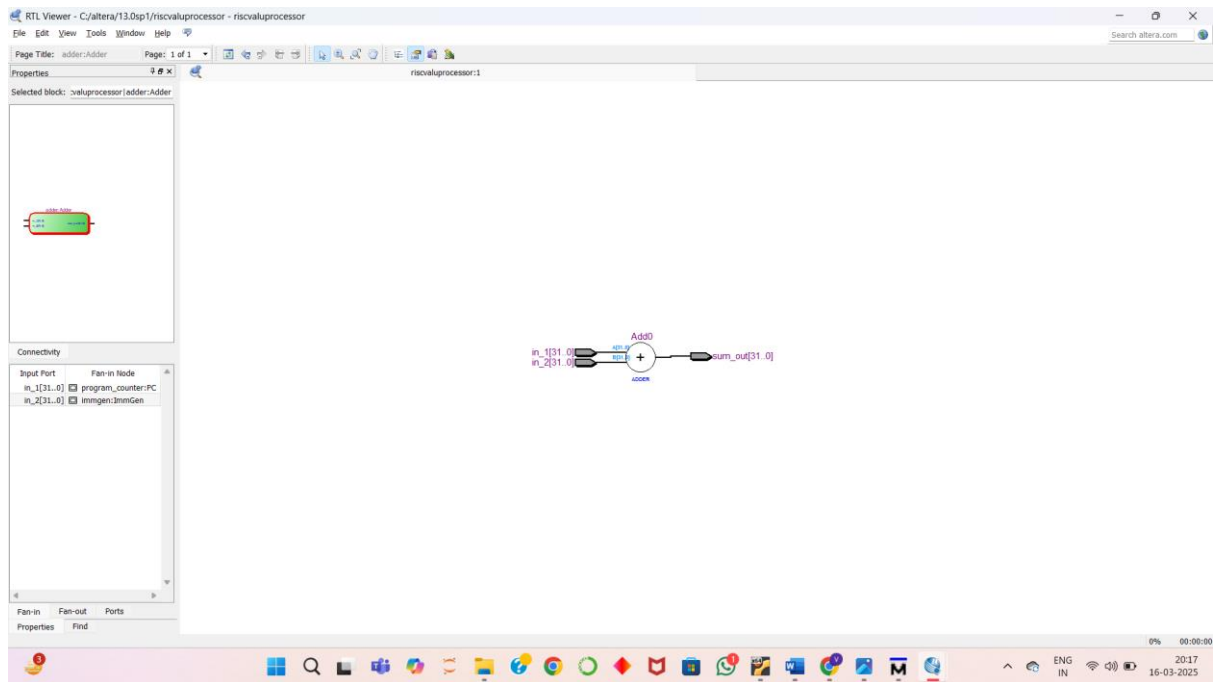 RTL Viewer - C:/altera/13.0sp1/riscvaluprocessor - riscvaluprocessor
File Edit View Tools Window Help
Search altera.com
Page Title: adder:Adder Page: 1 of 1
Properties
riscvaluprocessor:1
Selected block: :valuprocessor|adder:Adder
adder:Adder
Connectivity
Input Port Fan-in Node
in_1[31..0] program_counter:PC
in_2[31..0] immgen:ImmGen
Add0
in_1[31..0]
in_2[31..0]
+
sum_out[31..0]
ADDER
Fan-in Fan-out Ports
Properties Find
0% 00:00:00
3
ENG
IN
20:17
16-03-2025